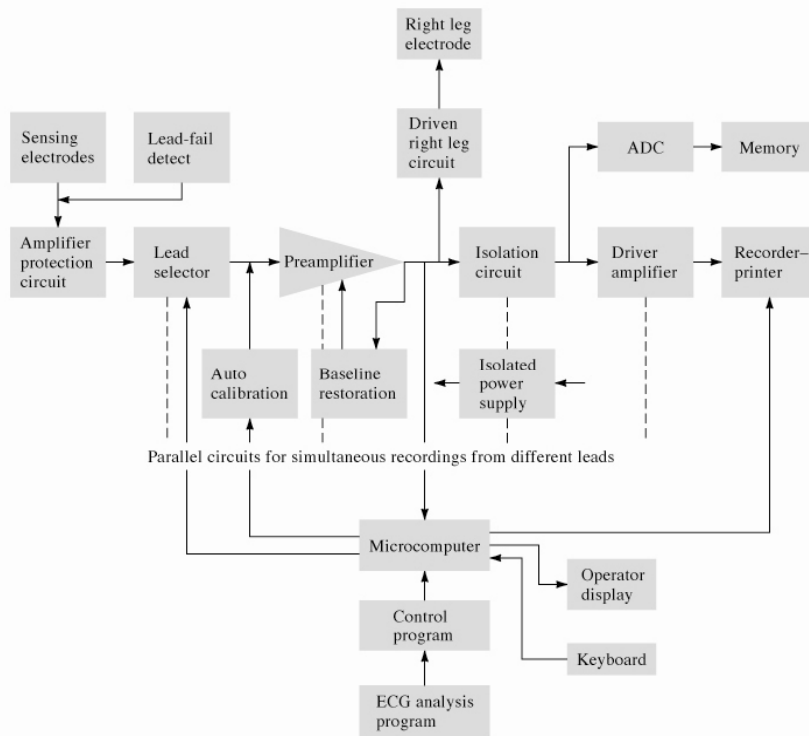 Right leg
electrode
Sensing
electrodes
Lead-fail
detect
Driven
right leg
circuit
ADC
Memory
Amplifier
protection
circuit
Lead
selector
Preamplifier
Isolation
circuit
Driver
amplifier
Recorder–
printer
Auto
calibration
Baseline
restoration
Isolated
power
supply
Parallel circuits for simultaneous recordings from different leads
Microcomputer
Operator
display
Control
program
Keyboard
ECG analysis
program